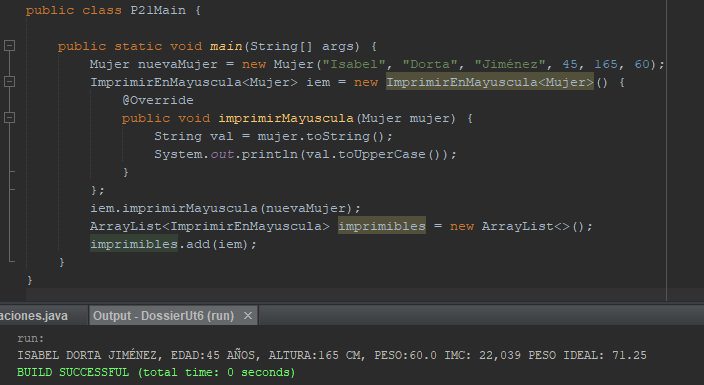 public class P21Main {
public static void main(String[] args) {
Mujer nuevaMujer = new Mujer("Isabel", "Dorta", "Jiménez", 45, 165, 60);
ImprimirEnMayuscula<Mujer> iem = new ImprimirEnMayuscula<Mujer>() {
@Override
public void imprimirMayuscula(Mujer mujer) {
String val = mujer.toString();
System.out.println(val.toUpperCase());
}
};
iem.imprimirMayuscula(nuevaMujer);
ArrayList<ImprimirEnMayuscula> imprimibles = new ArrayList<>();
imprimibles.add(iem);
}
}
aciones.java Output - DossierUt6 (run) ×
run:
ISABEL DORTA JIMÉNEZ, EDAD:45 AÑOS, ALTURA:165 CM, PESO:60.0 IMC: 22,039 PESO IDEAL: 71.25
BUILD SUCCESSFUL (total time: 0 seconds)